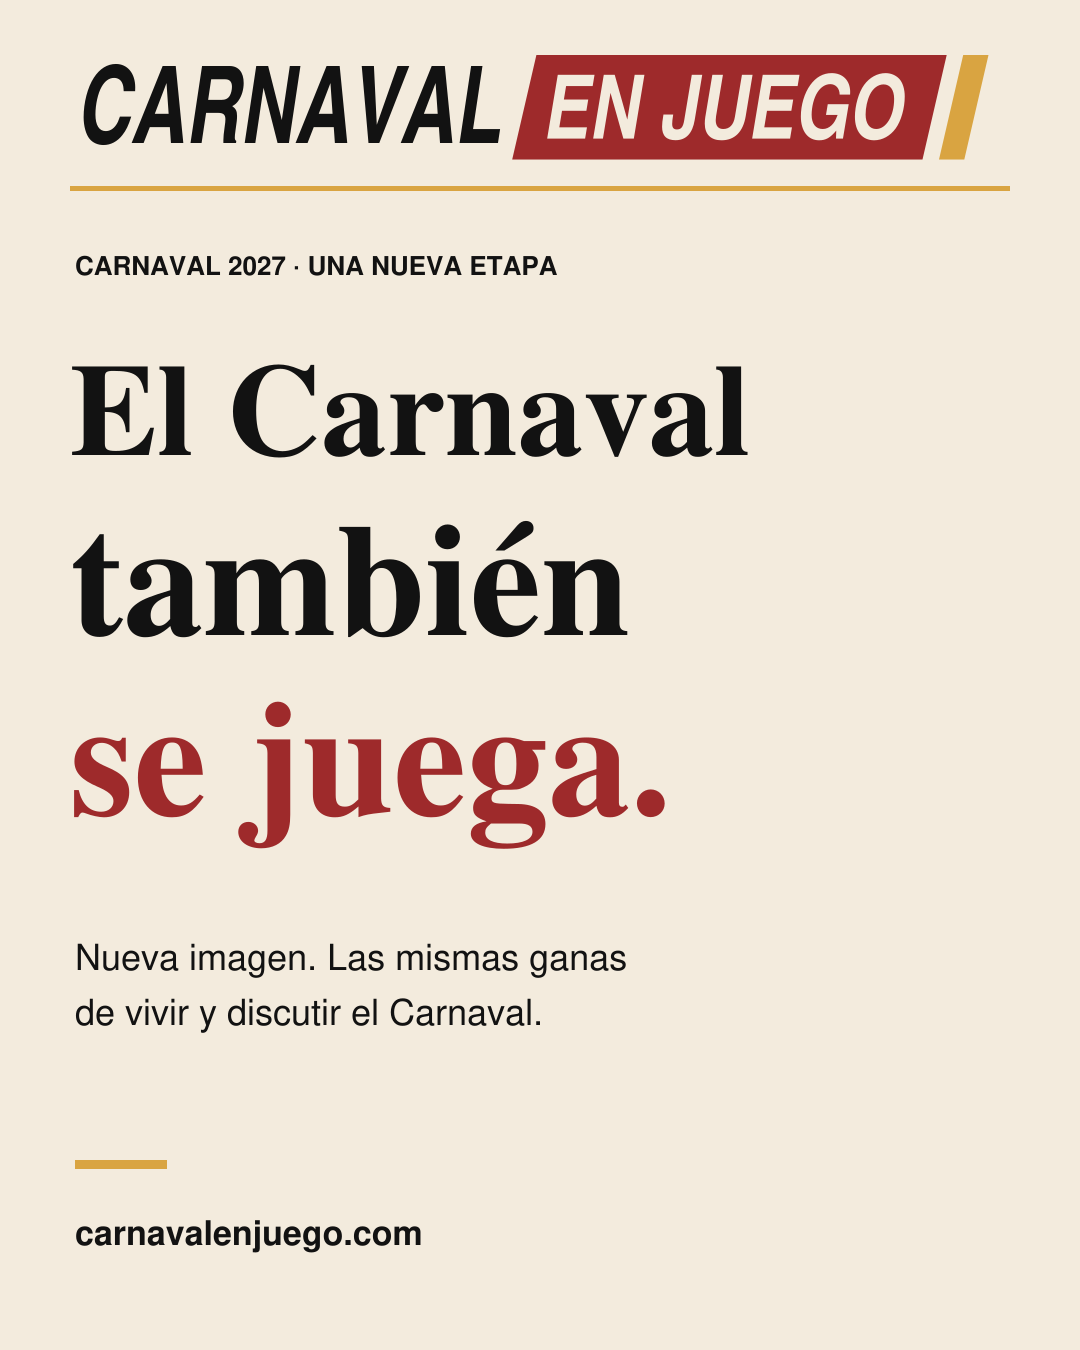 CARNAVAL EN JUEGO
CARNAVAL 2027 · UNA NUEVA ETAPA
El Carnaval
también
se juega.
Nueva imagen. Las mismas ganas
de vivir y discutir el Carnaval.
carnavalenjuego.com